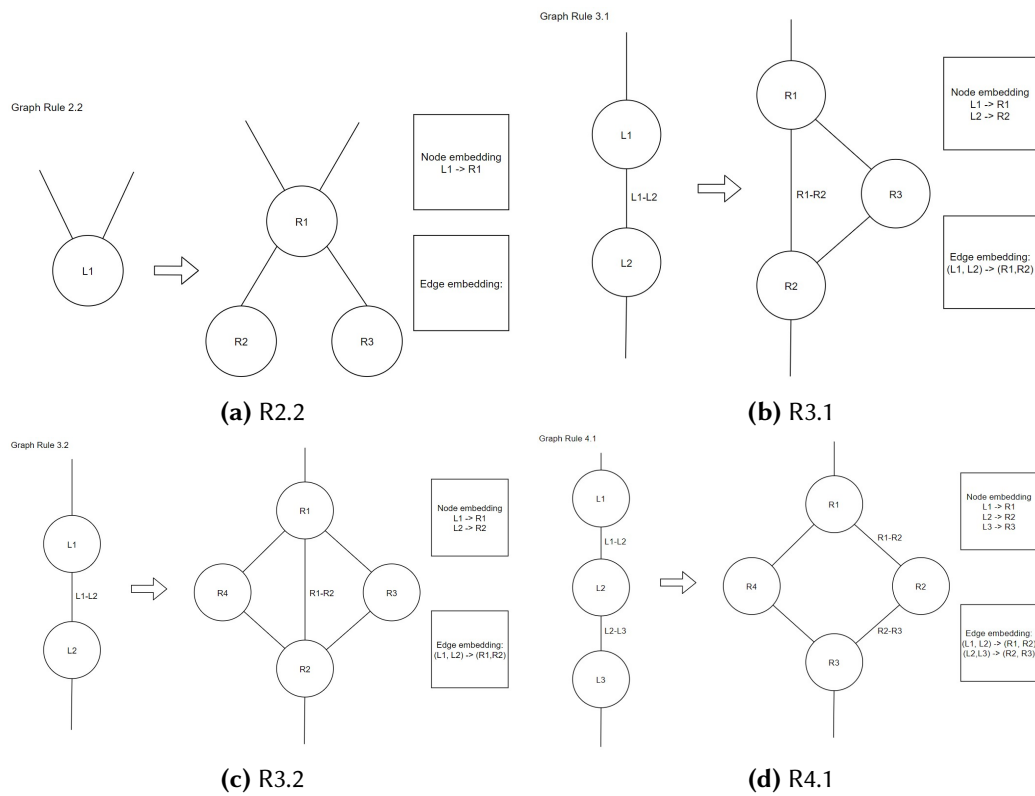 Graph Rule 2.2
L1
R1
R2
R3
Node embedding
L1 -> R1
Edge embedding:
(a) R2.2
Graph Rule 3.1
L1
L1-L2
L2
R1
R1-R2
R3
R2
Node embedding
L1 -> R1
L2 -> R2
Edge embedding:
(L1, L2) -> (R1,R2)
(b) R3.1
Graph Rule 3.2
L1
L1-L2
L2
R1
R4
R1-R2
R3
R2
Node embedding
L1 -> R1
L2 -> R2
Edge embedding:
(L1, L2) -> (R1,R2)
(c) R3.2
Graph Rule 4.1
L1
L1-L2
L2
L2-L3
L3
R1
R1-R2
R4
R2
R2-R3
R3
Node embedding
L1 -> R1
L2 -> R2
L3 -> R3
Edge embedding:
(L1, L2) -> (R1, R2)
(L2,L3) -> (R2, R3)
(d) R4.1